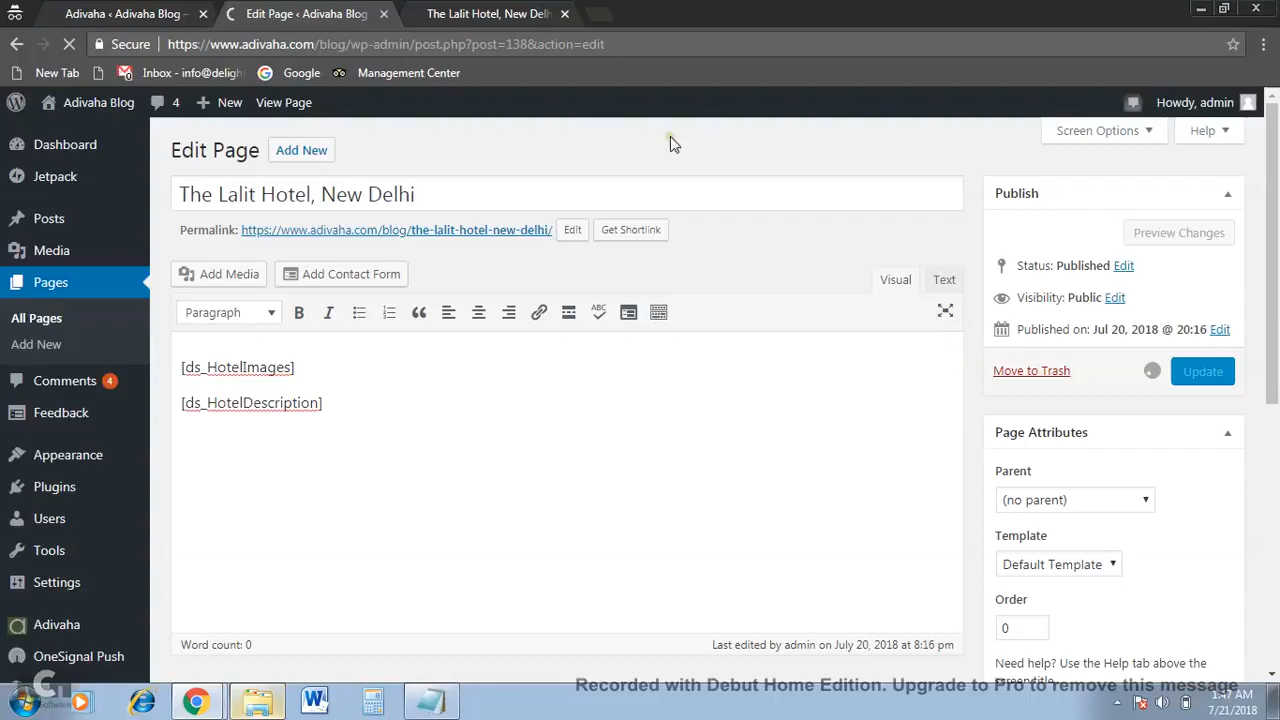 Adivaha ‹ Adivaha Blog –
Edit Page ‹ Adivaha Blog
The Lalit Hotel, New Delh
Secure
https://www.adivaha.com/blog/wp-admin/post.php?post=138&action=edit
New Tab
Inbox - info@deligh
Google
Management Center
Adivaha Blog
4
New
View Page
Howdy, admin
Dashboard
Jetpack
Posts
Media
Pages
All Pages
Add New
Comments 4
Feedback
Appearance
Plugins
Users
Tools
Settings
Adivaha
OneSignal Push
Screen Options
Help
Edit Page
Add New
The Lalit Hotel, New Delhi
Permalink: https://www.adivaha.com/blog/the-lalit-hotel-new-delhi/ Edit Get Shortlink
Add Media
Add Contact Form
Visual
Text
Paragraph
B I ABC
[ds_HotelImages]
[ds_HotelDescription]
Word count: 0
Last edited by admin on July 20, 2018 at 8:16 pm
Publish
Preview Changes
Status: Published Edit
Visibility: Public Edit
Published on: Jul 20, 2018 @ 20:16 Edit
Move to Trash
Update
Page Attributes
Parent
(no parent)
Template
Default Template
Order
0
Need help? Use the Help tab above the
Recorded with Debut Home Edition. Upgrade to Pro to remove this message
1:47 AM
7/21/2018